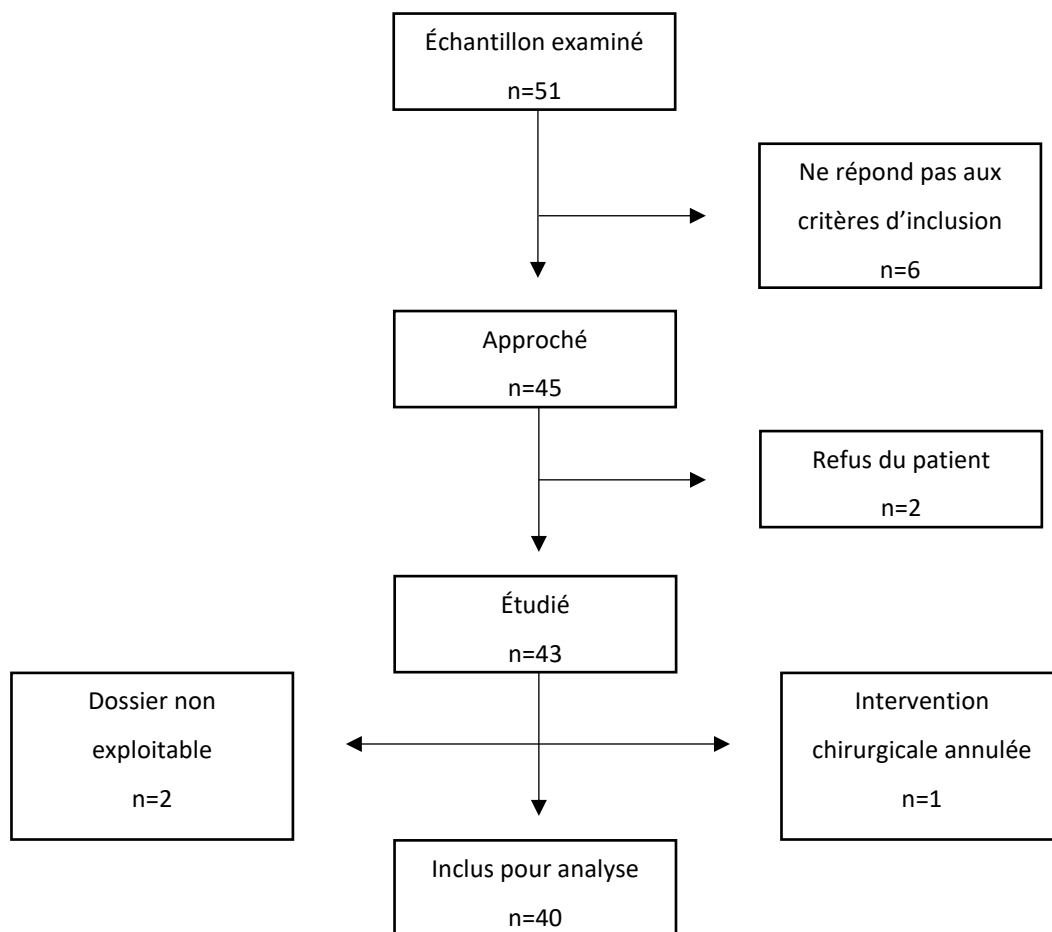 Échantillon examiné
n=51
Ne répond pas aux
critères d’inclusion
n=6
Approché
n=45
Refus du patient
n=2
Étudié
n=43
Dossier non
exploitable
n=2
Intervention
chirurgicale annulée
n=1
Inclus pour analyse
n=40